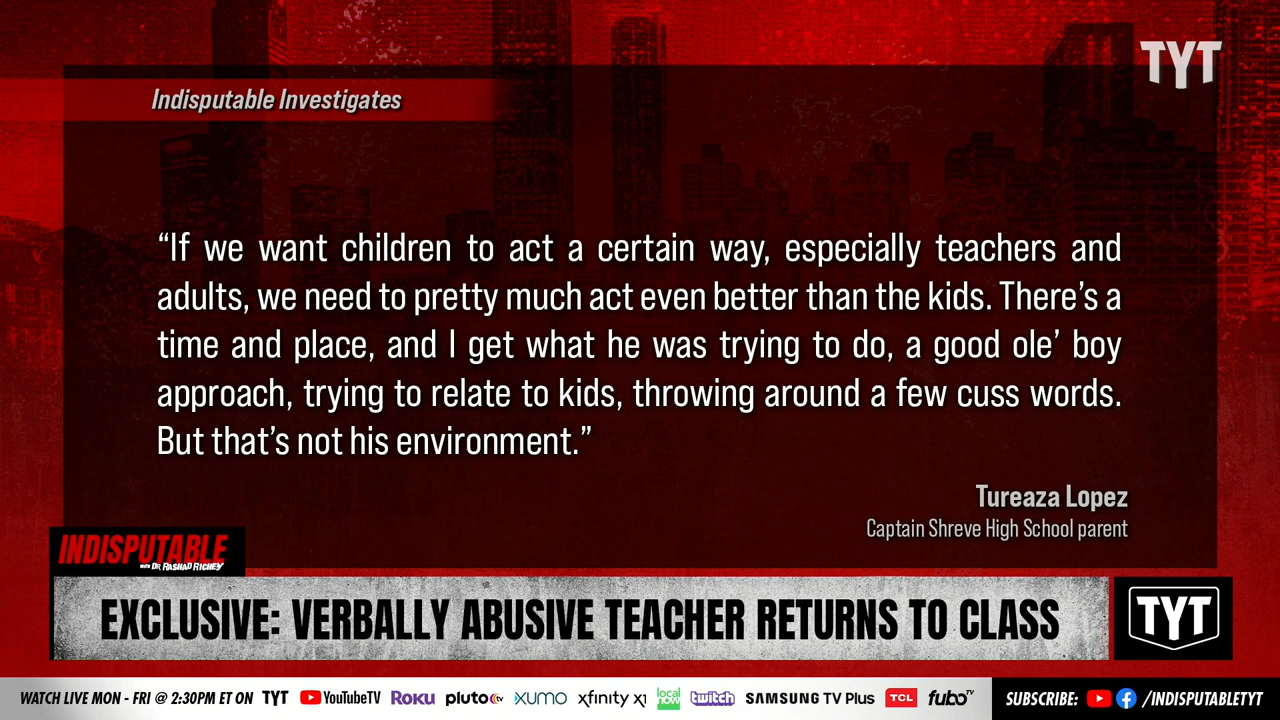 TYT
Indisputable Investigates
“If we want children to act a certain way, especially teachers and
adults, we need to pretty much act even better than the kids. There’s a
time and place, and I get what he was trying to do, a good ole’ boy
approach, trying to relate to kids, throwing around a few cuss words.
But that’s not his environment.”
Tureaza Lopez
Captain Shreve High School parent
INDISPUTABLE
WITH DR. RASHAD RICHEY
EXCLUSIVE: VERBALLY ABUSIVE TEACHER RETURNS TO CLASS
TYT
WATCH LIVE MON - FRI @ 2:30PM ET ON TYT YouTubeTV ROKU pluto tv XUMO xfinity x1 local now twitch SAMSUNG TV Plus TCL fubo TV SUBSCRIBE: /INDISPUTABLETYT